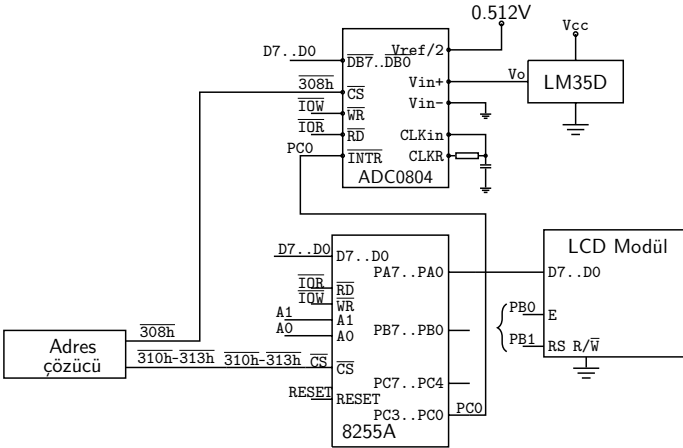 0.512V
Vcc
D7..D0
DB7..DB0
Vref/2
308h
CS
Vin+
Vo
LM35D
IOW
WR
Vin-
IOR
RD
CLKin
PC0
INTR
CLKR
ADC0804
D7..D0
D7..D0
LCD Modül
PA7..PA0
D7..D0
IOR
RD
IOW
WR
PB0
E
A1
A1
PB7..PB0
A0
A0
PB1
RS R/W
308h
Adres
çözücü
310h-313h
310h-313h
CS
CS
PC7..PC4
RESET
RESET
PC3..PC0
PC0
8255A